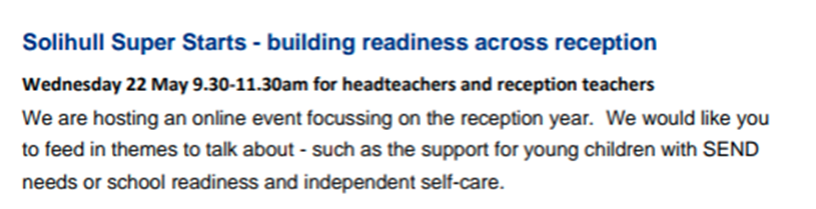 Solihull Super Starts - building readiness across reception
Wednesday 22 May 9.30-11.30am for headteachers and reception teachers
We are hosting an online event focussing on the reception year.  We would like you
to feed in themes to talk about - such as the support for young children with SEND
needs or school readiness and independent self-care.